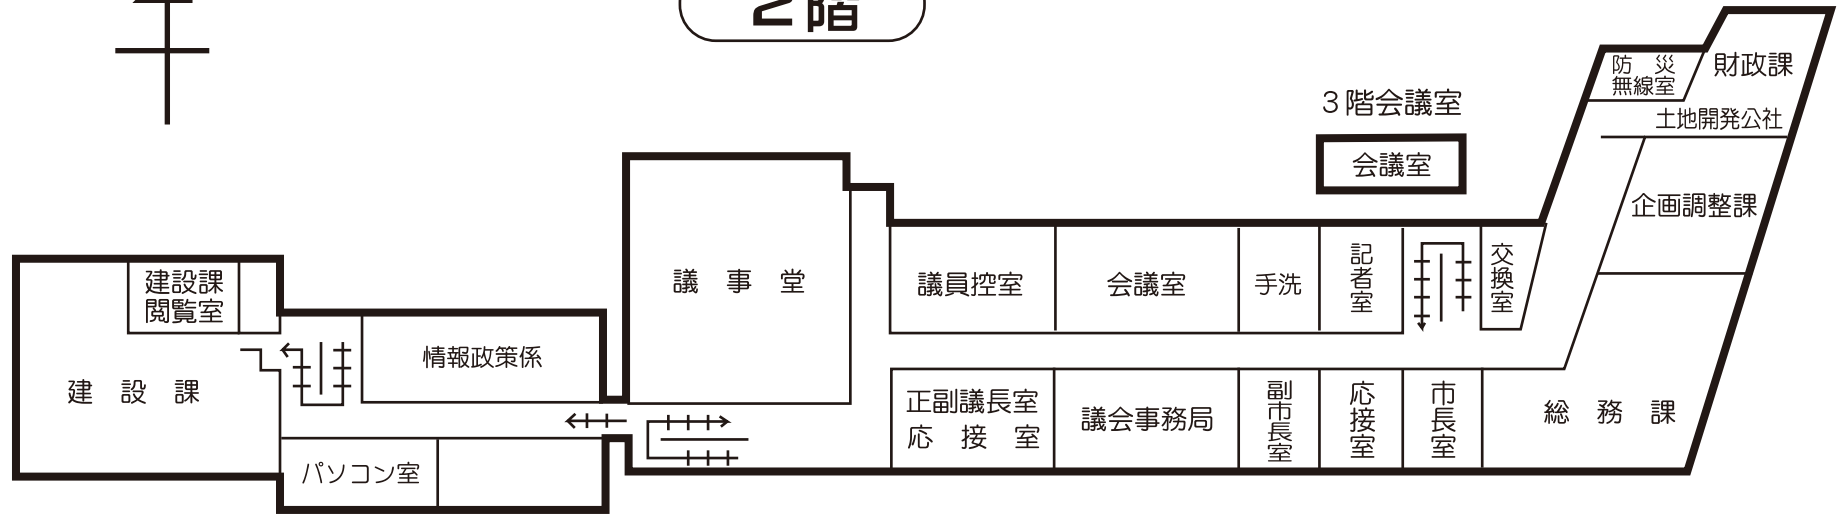 2階
防 災
無線室
財政課
土地開発公社
3階会議室
会議室
企画調整課
議 事 堂
議員控室
会議室
手洗
記者室
交換室
建設課
閲覧室
情報政策係
建 設 課
正副議長室
応 接 室
議会事務局
副市長室
応接室
市長室
総 務 課
パソコン室